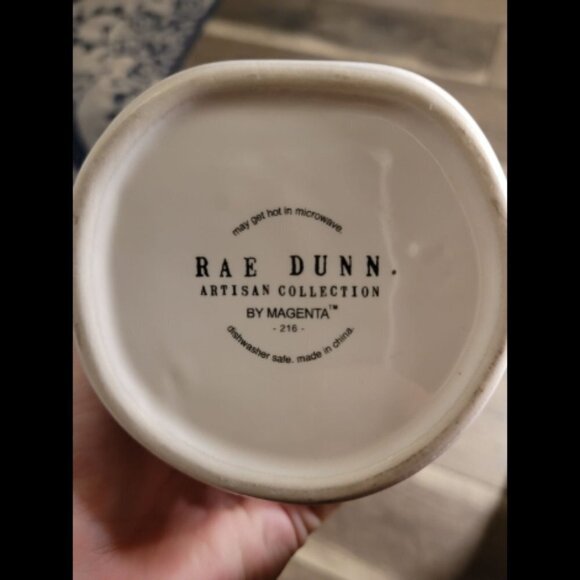 may get hot in microwave.
RAE DUNN.
ARTISAN COLLECTION
BY MAGENTA™
- 216 -
dishwasher safe. made in china.